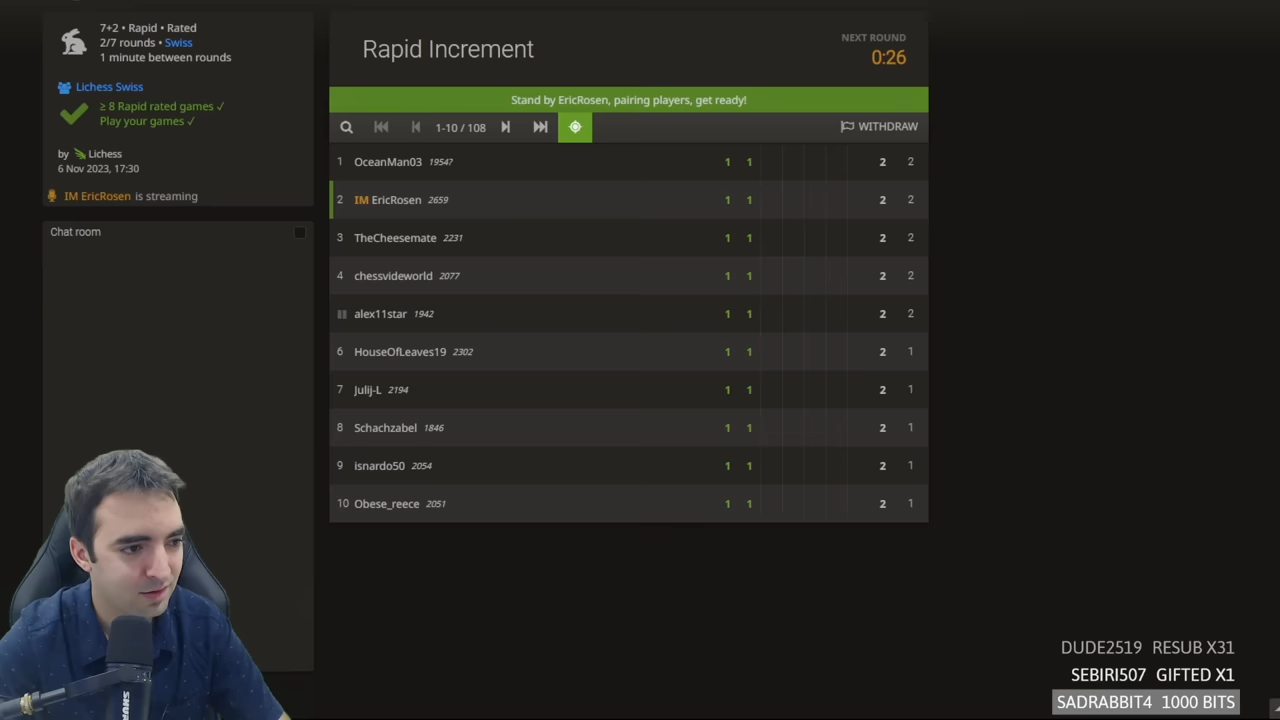 7+2 • Rapid • Rated
2/7 rounds • Swiss
1 minute between rounds
Lichess Swiss
≥ 8 Rapid rated games ✓
Play your games ✓
by Lichess
6 Nov 2023, 17:30
IM EricRosen is streaming
Chat room
Rapid Increment
NEXT ROUND
0:26
Stand by EricRosen, pairing players, get ready!
1-10 / 108 WITHDRAW
1 OceanMan03 19547 1 1 2 2
2 IM EricRosen 2659 1 1 2 2
3 TheCheesemate 2231 1 1 2 2
4 chessvideworld 2077 1 1 2 2
alex11star 1942 1 1 2 2
6 HouseOfLeaves19 2302 1 1 2 1
7 Julij-L 2194 1 1 2 1
8 Schachzabel 1846 1 1 2 1
9 isnardo50 2054 1 1 2 1
10 Obese_reece 2051 1 1 2 1
SHURE
DUDE2519 RESUB X31
SEBIRI507 GIFTED X1
SADRABBIT4 1000 BITS